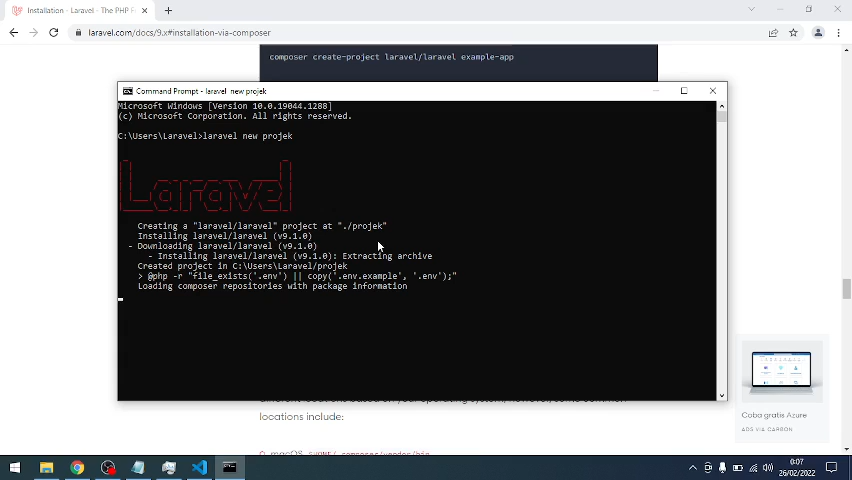 Installation - Laravel - The PHP F
laravel.com/docs/9.x#installation-via-composer
composer create-project laravel/laravel example-app
Command Prompt - laravel new projek
Microsoft Windows [Version 10.0.19044.1288]
(c) Microsoft Corporation. All rights reserved.
C:\Users\Laravel>laravel new projek
Laravel
Creating a "laravel/laravel" project at "./projek"
Installing laravel/laravel (v9.1.0)
- Downloading laravel/laravel (v9.1.0)
- Installing laravel/laravel (v9.1.0): Extracting archive
Created project in C:\Users\Laravel/projek
> @php -r "file_exists('.env') || copy('.env.example', '.env');"
Loading composer repositories with package information
locations include:
Coba gratis Azure
ADS VIA CARBON
0:07
26/02/2022